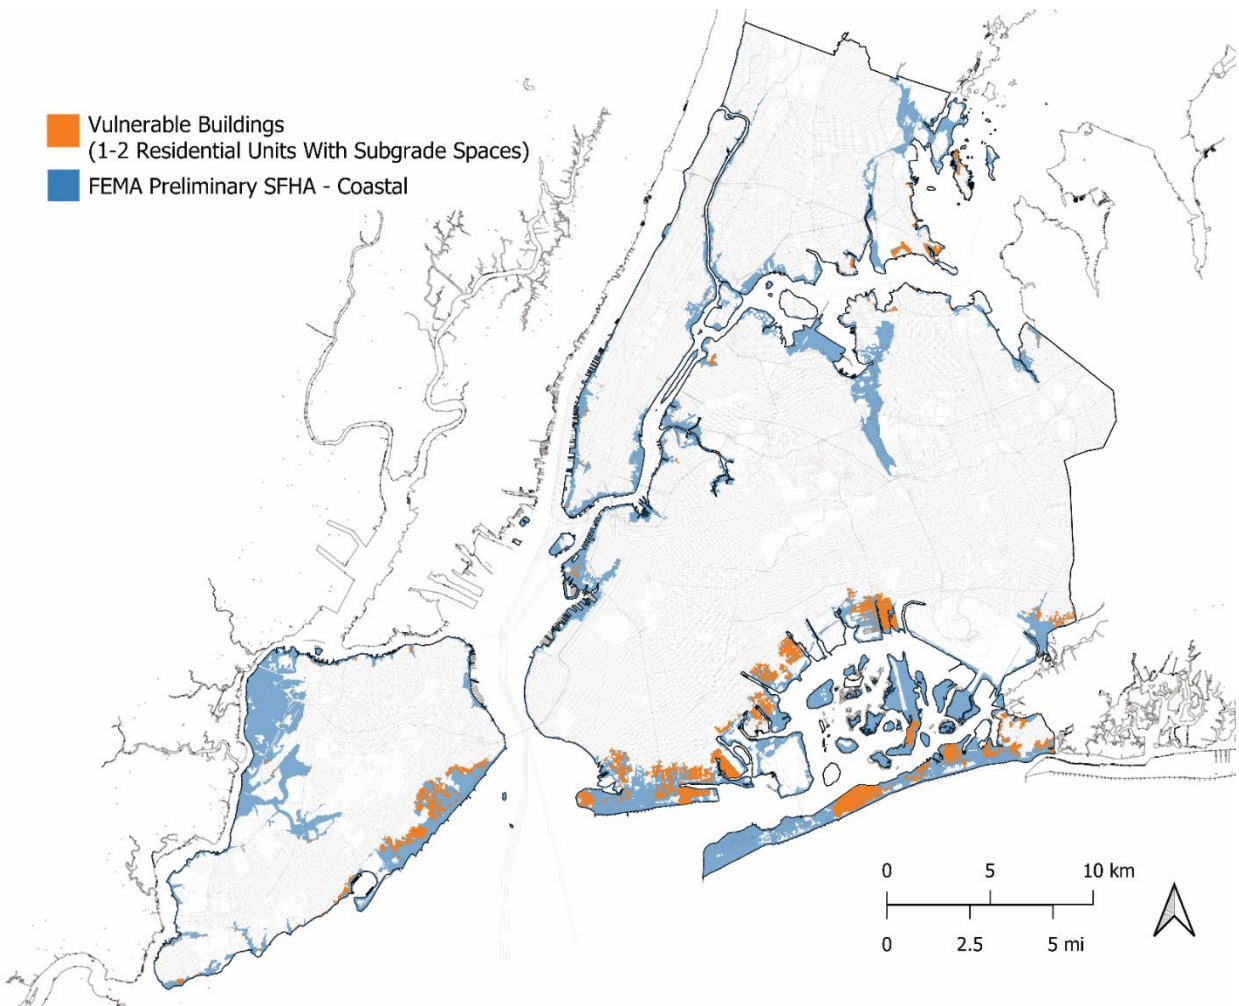 Vulnerable Buildings
(1-2 Residential Units With Subgrade Spaces)
FEMA Preliminary SFHA - Coastal
0 5 10 km
0 2.5 5 mi